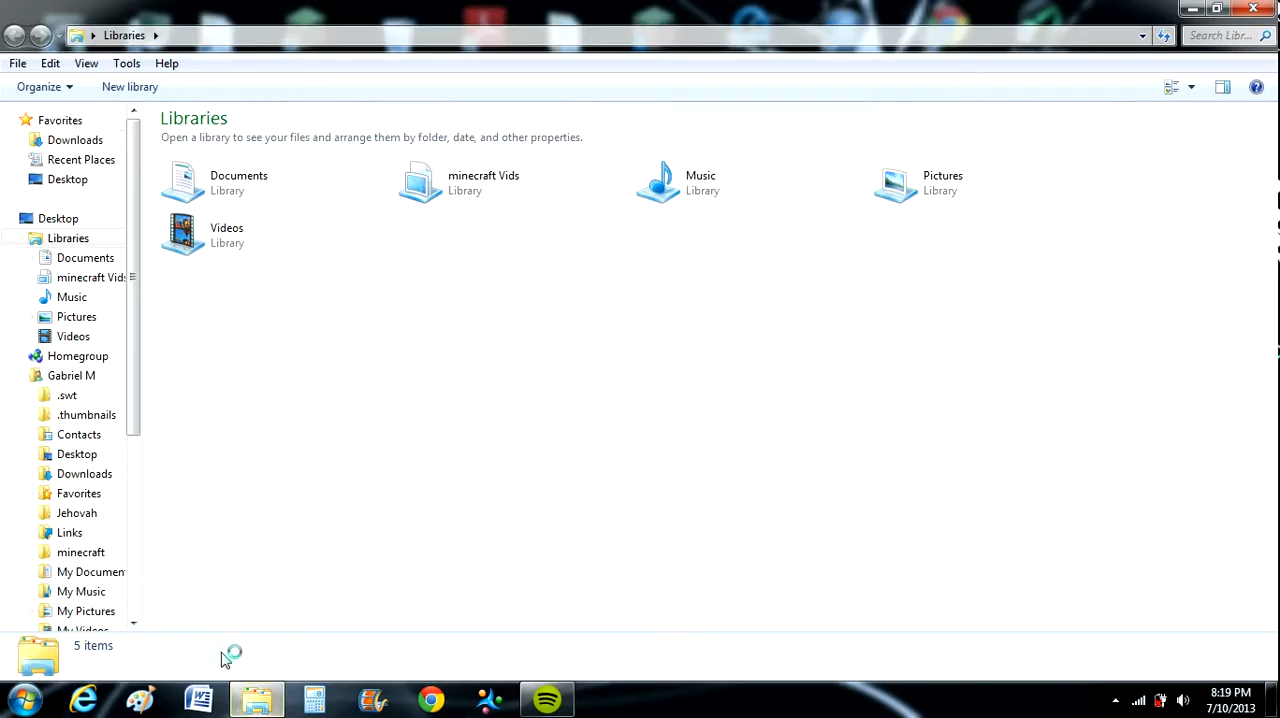 Libraries
Search Libr...
File Edit View Tools Help
Organize New library
Favorites
Downloads
Recent Places
Desktop
Desktop
Libraries
Documents
minecraft Vids
Music
Pictures
Videos
Homegroup
Gabriel M
.swt
.thumbnails
Contacts
Desktop
Downloads
Favorites
Jehovah
Links
minecraft
My Documen
My Music
My Pictures
My Videos
Libraries
Open a library to see your files and arrange them by folder, date, and other properties.
Documents
Library
minecraft Vids
Library
Music
Library
Pictures
Library
Videos
Library
5 items
8:19 PM
7/10/2013